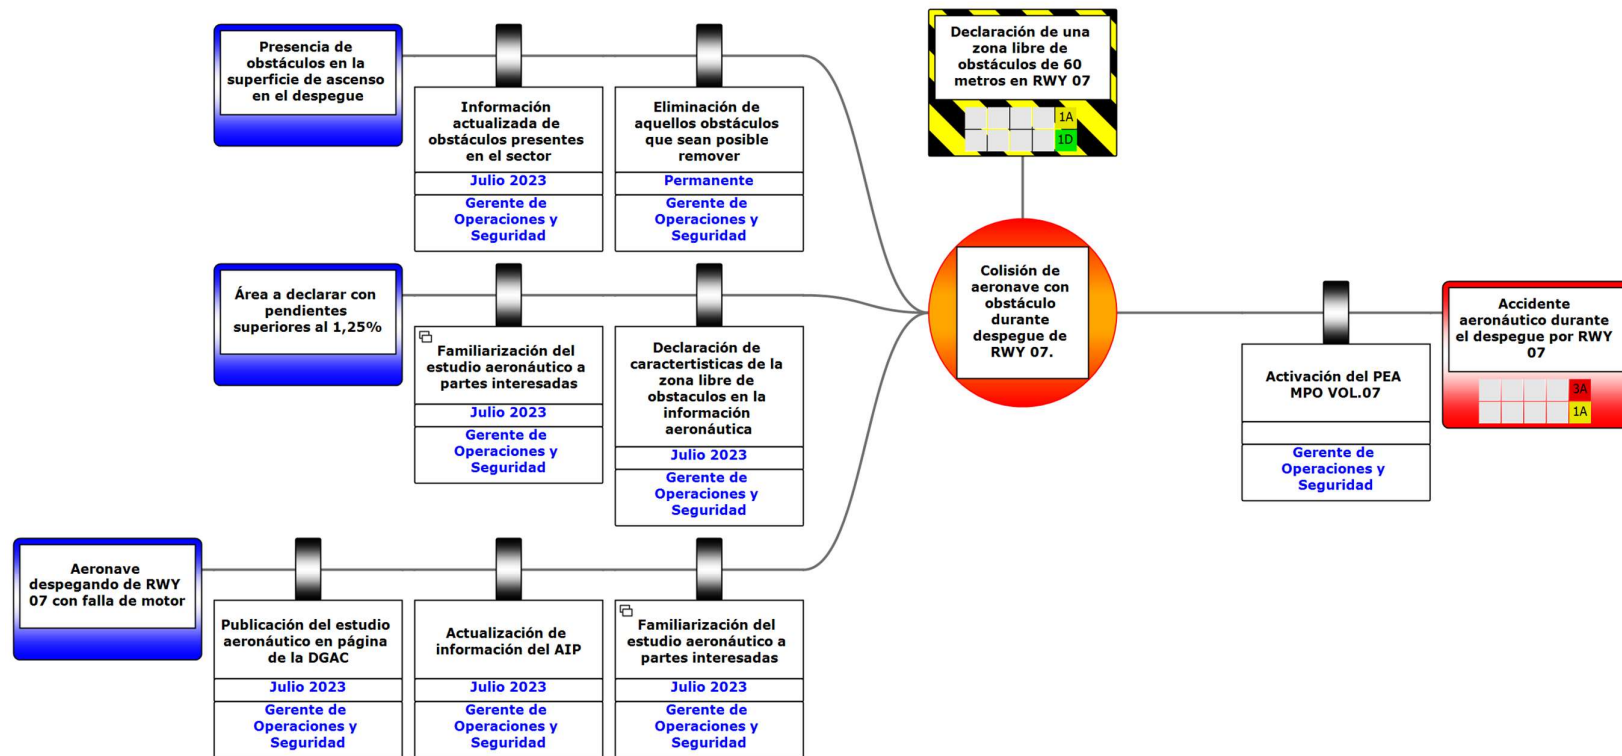 Presencia de
obstáculos en la
superficie de ascenso
en el despegue
Información
actualizada de
obstáculos presentes
en el sector
Julio 2023
Gerente de
Operaciones y
Seguridad
Eliminación de
aquellos obstáculos
que sean posible
remover
Permanente
Gerente de
Operaciones y
Seguridad
Declaración de una
zona libre de
obstáculos de 60
metros en RWY 07
1A
1D
Área a declarar con
pendientes
superiores al 1,25%
Familiarización del
estudio aeronáutico a
partes interesadas
Julio 2023
Gerente de
Operaciones y
Seguridad
Declaración de
caractertisticas de la
zona libre de
obstaculos en la
información
aeronáutica
Julio 2023
Gerente de
Operaciones y
Seguridad
Colisión de
aeronave con
obstáculo
durante
despegue de
RWY 07.
Activación del PEA
MPO VOL.07
Gerente de
Operaciones y
Seguridad
Accidente
aeronáutico durante
el despegue por RWY
07
3A
1A
Aeronave
despegando de RWY
07 con falla de motor
Publicación del estudio
aeronáutico en página
de la DGAC
Julio 2023
Gerente de
Operaciones y
Seguridad
Actualización de
información del AIP
Julio 2023
Gerente de
Operaciones y
Seguridad
Familiarización del
estudio aeronáutico a
partes interesadas
Julio 2023
Gerente de
Operaciones y
Seguridad